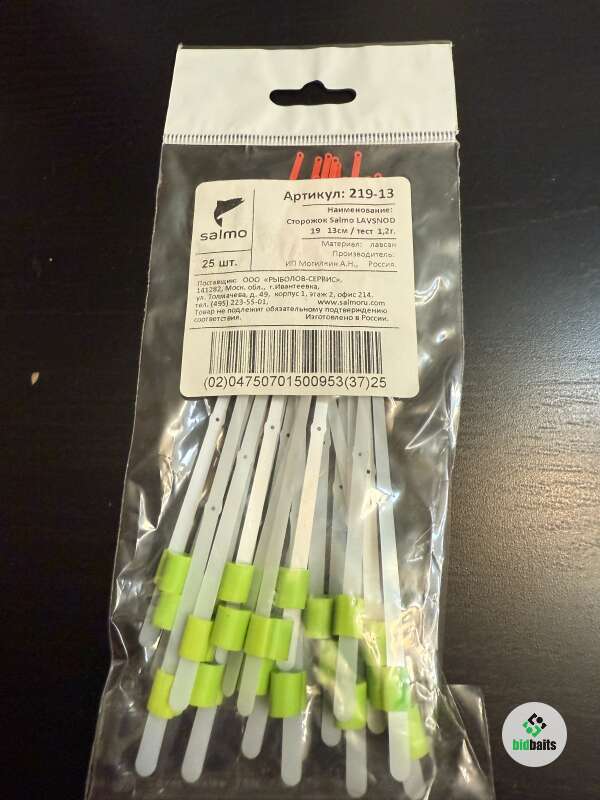 Артикул: 219-13
Наименование:
Сторожок Salmo LAVSNOD
19 13см / тест 1,2г.
salmo
Материал: лавсан
Производитель:
25 шт.
ИП Могилкин А.Н., Россия.
Поставщик: ООО «РЫБОЛОВ-СЕРВИС»,
141282, Моск. обл., г.Ивантеевка,
ул. Толмачева, д. 49, корпус 1, этаж 2, офис 214.
тел. (495) 223-55-01, www.salmoru.com
Товар не подлежит обязательному подтверждению
соответствия. Изготовлено в России.
(02)04750701500953(37)25
bidbaits